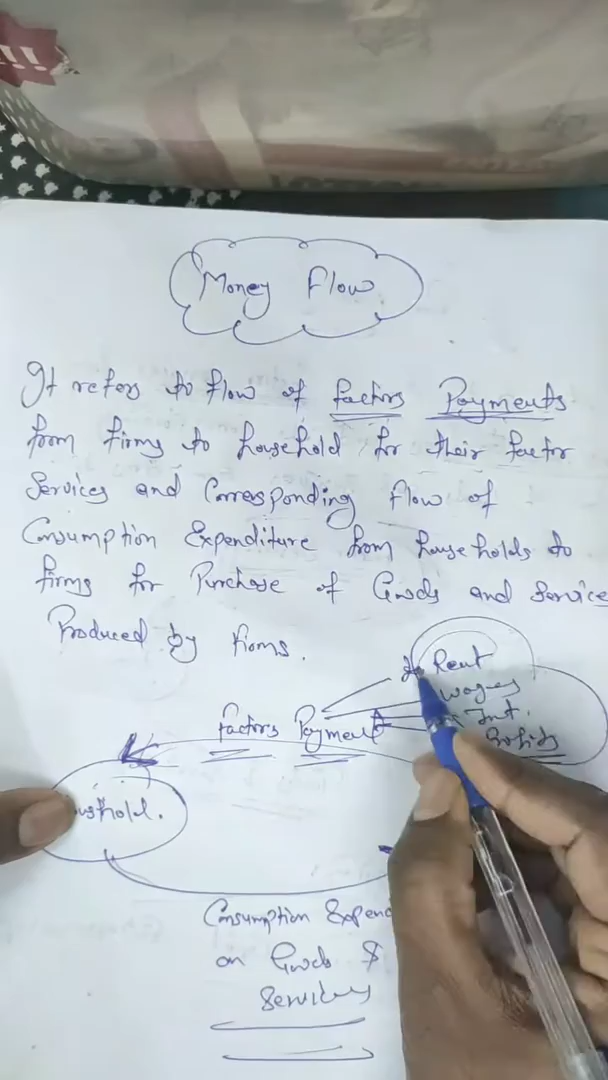 Money Flow
It refers to flow of factors Payments
from firms to household for their factor
Services and Corresponding flow of
Consumption Expenditure from households to
firms for Purchase of Goods and Service
Produced by firms.
Rent
wages
Int.
Factors Payment
ushold.
Consumption Expend
on Goods &
Services